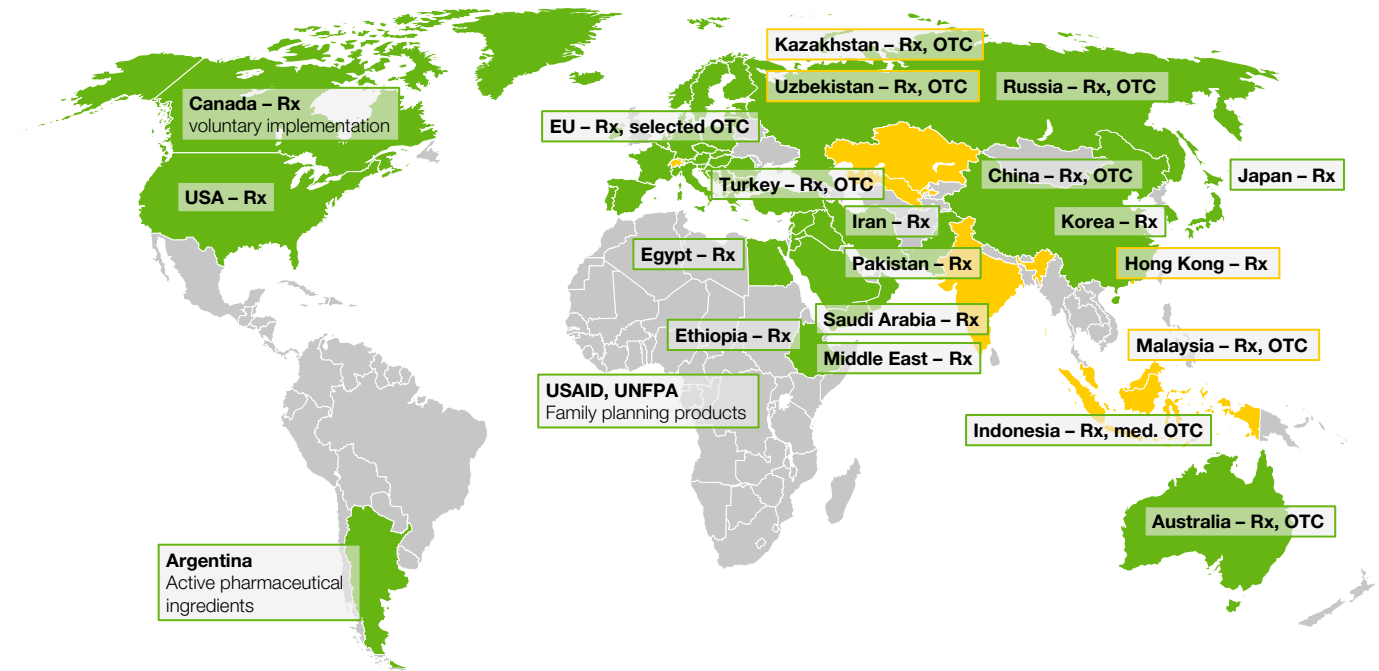 Kazakhstan – Rx, OTC
Uzbekistan – Rx, OTC
Russia – Rx, OTC
Canada – Rx
voluntary implementation
EU – Rx, selected OTC
USA – Rx
Turkey – Rx, OTC
China – Rx, OTC
Japan – Rx
Iran – Rx
Korea – Rx
Egypt – Rx
Pakistan – Rx
Hong Kong – Rx
Saudi Arabia – Rx
Ethiopia – Rx
Middle East – Rx
Malaysia – Rx, OTC
USAID, UNFPA
Family planning products
Indonesia – Rx, med. OTC
Australia – Rx, OTC
Argentina
Active pharmaceutical
ingredients